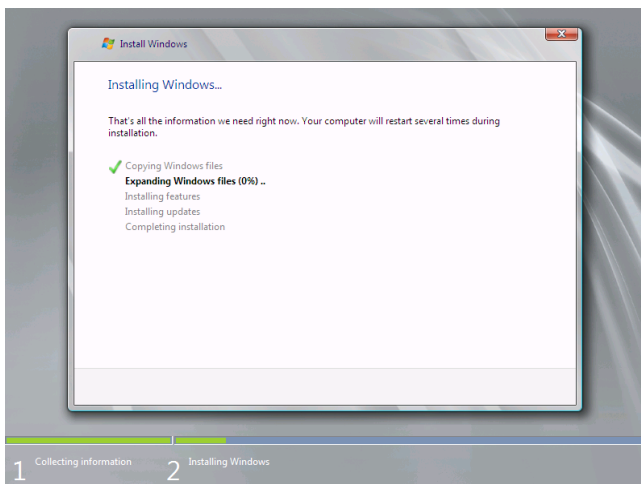 Install Windows
Installing Windows...
That's all the information we need right now. Your computer will restart several times during
installation.
Copying Windows files
Expanding Windows files (0%) ..
Installing features
Installing updates
Completing installation
1 Collecting information
2 Installing Windows